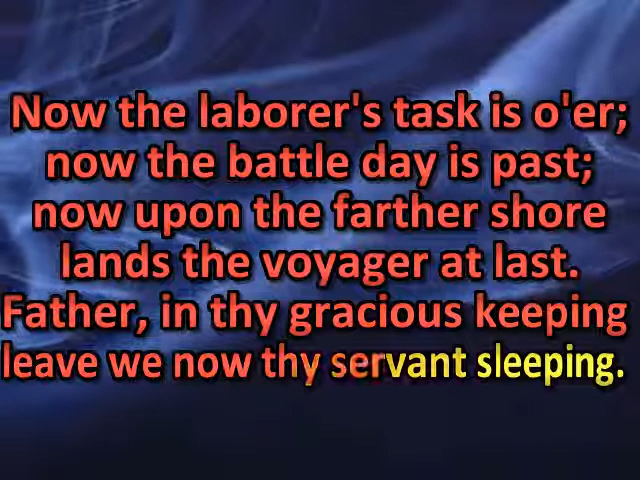 Now the laborer's task is o'er;
now the battle day is past;
now upon the farther shore
lands the voyager at last.
Father, in thy gracious keeping
leave we now thy servant sleeping.